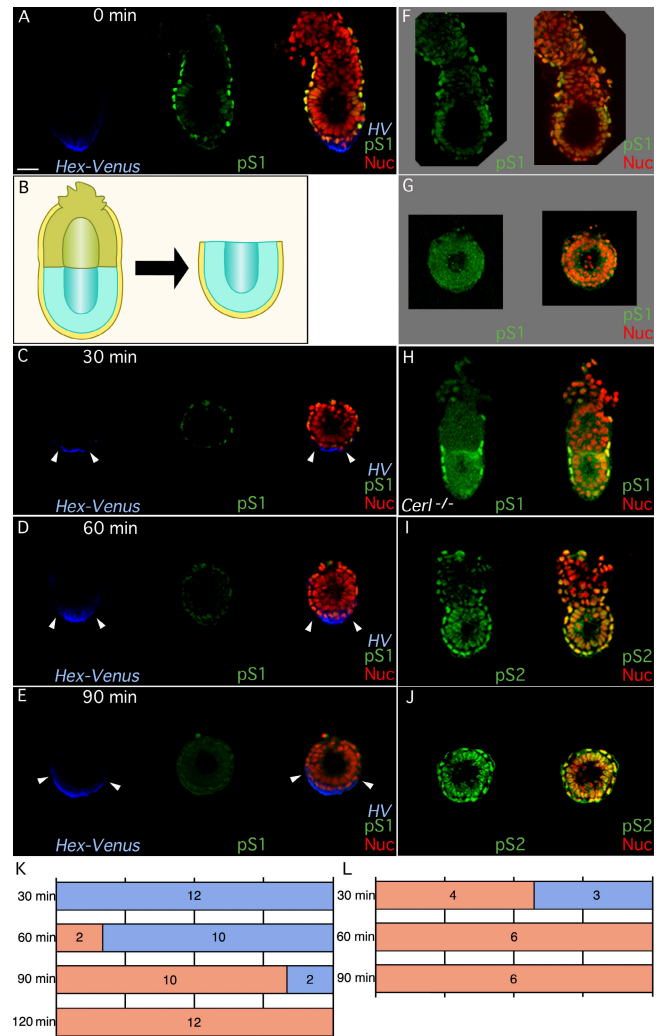 A 0 min
Hex-Venus pS1 HV pS1 Nuc
B
C 30 min
Hex-Venus pS1 HV pS1 Nuc
D 60 min
Hex-Venus pS1 HV pS1 Nuc
E 90 min
Hex-Venus pS1 HV pS1 Nuc
F
pS1 pS1 Nuc
G
pS1 pS1 Nuc
H
Cerl -/- pS1 pS1 Nuc
I
pS2 pS2 Nuc
J
pS2 pS2 Nuc
K
30 min 12
60 min 2 10
90 min 10 2
120 min 12
L
30 min 4 3
60 min 6
90 min 6